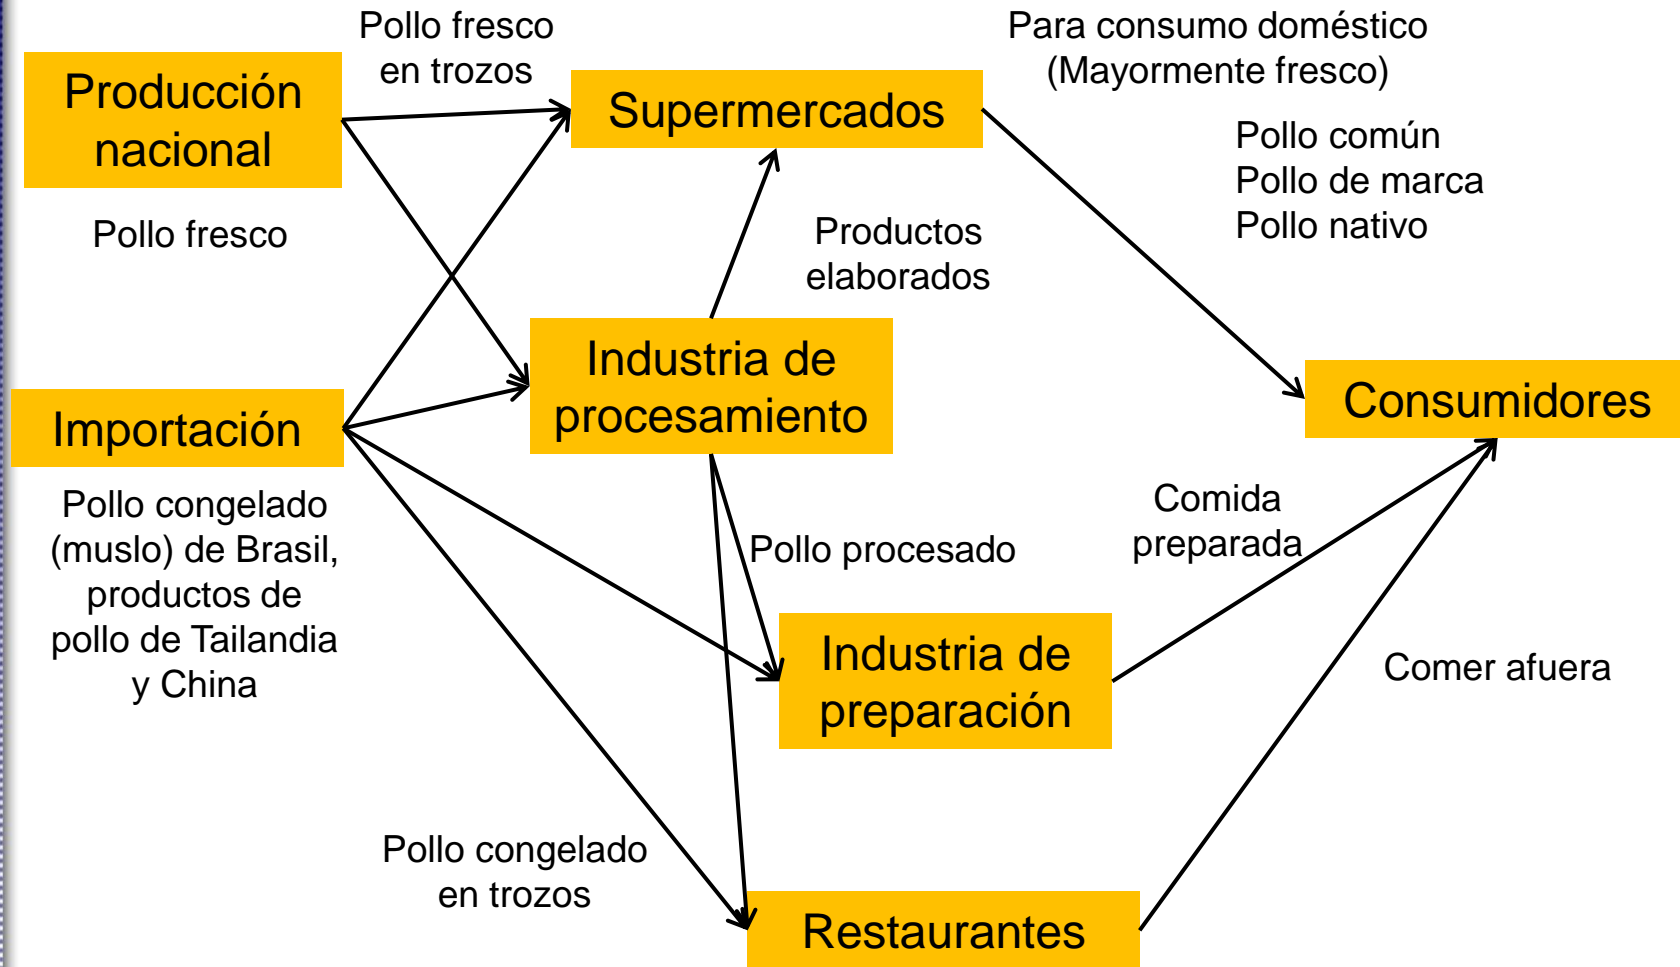 Pollo fresco
en trozos
Para consumo doméstico
(Mayormente fresco)
Producción
nacional
Supermercados
Pollo común
Pollo de marca
Pollo nativo
Pollo fresco
Productos
elaborados
Industria de
procesamiento
Importación
Consumidores
Pollo congelado
(muslo) de Brasil,
productos de
pollo de Tailandia
y China
Pollo procesado
Comida
preparada
Industria de
preparación
Comer afuera
Pollo congelado
en trozos
Restaurantes